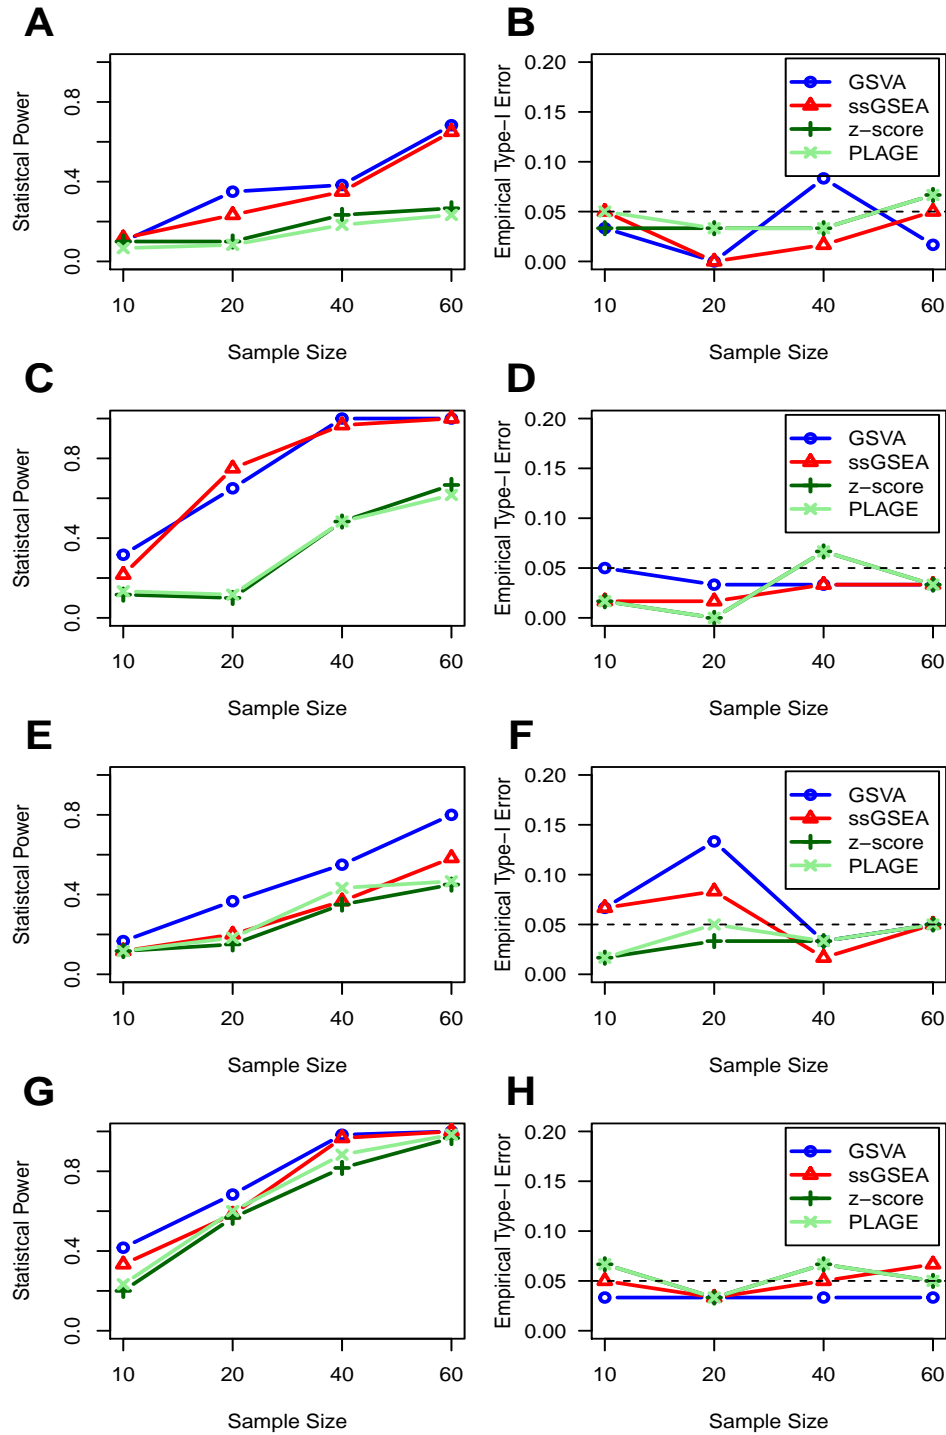 A
B
Statistcal Power
0.0
0.4
0.8
10
20
40
60
Sample Size
Empirical Type−I Error
0.00
0.05
0.10
0.15
0.20
GSVA
ssGSEA
z−score
PLAGE
10
20
40
60
Sample Size
C
D
Statistcal Power
0.0
0.4
0.8
10
20
40
60
Sample Size
Empirical Type−I Error
0.00
0.05
0.10
0.15
0.20
GSVA
ssGSEA
z−score
PLAGE
10
20
40
60
Sample Size
E
F
Statistcal Power
0.0
0.4
0.8
10
20
40
60
Sample Size
Empirical Type−I Error
0.00
0.05
0.10
0.15
0.20
GSVA
ssGSEA
z−score
PLAGE
10
20
40
60
Sample Size
G
H
Statistcal Power
0.0
0.4
0.8
10
20
40
60
Sample Size
Empirical Type−I Error
0.00
0.05
0.10
0.15
0.20
GSVA
ssGSEA
z−score
PLAGE
10
20
40
60
Sample Size